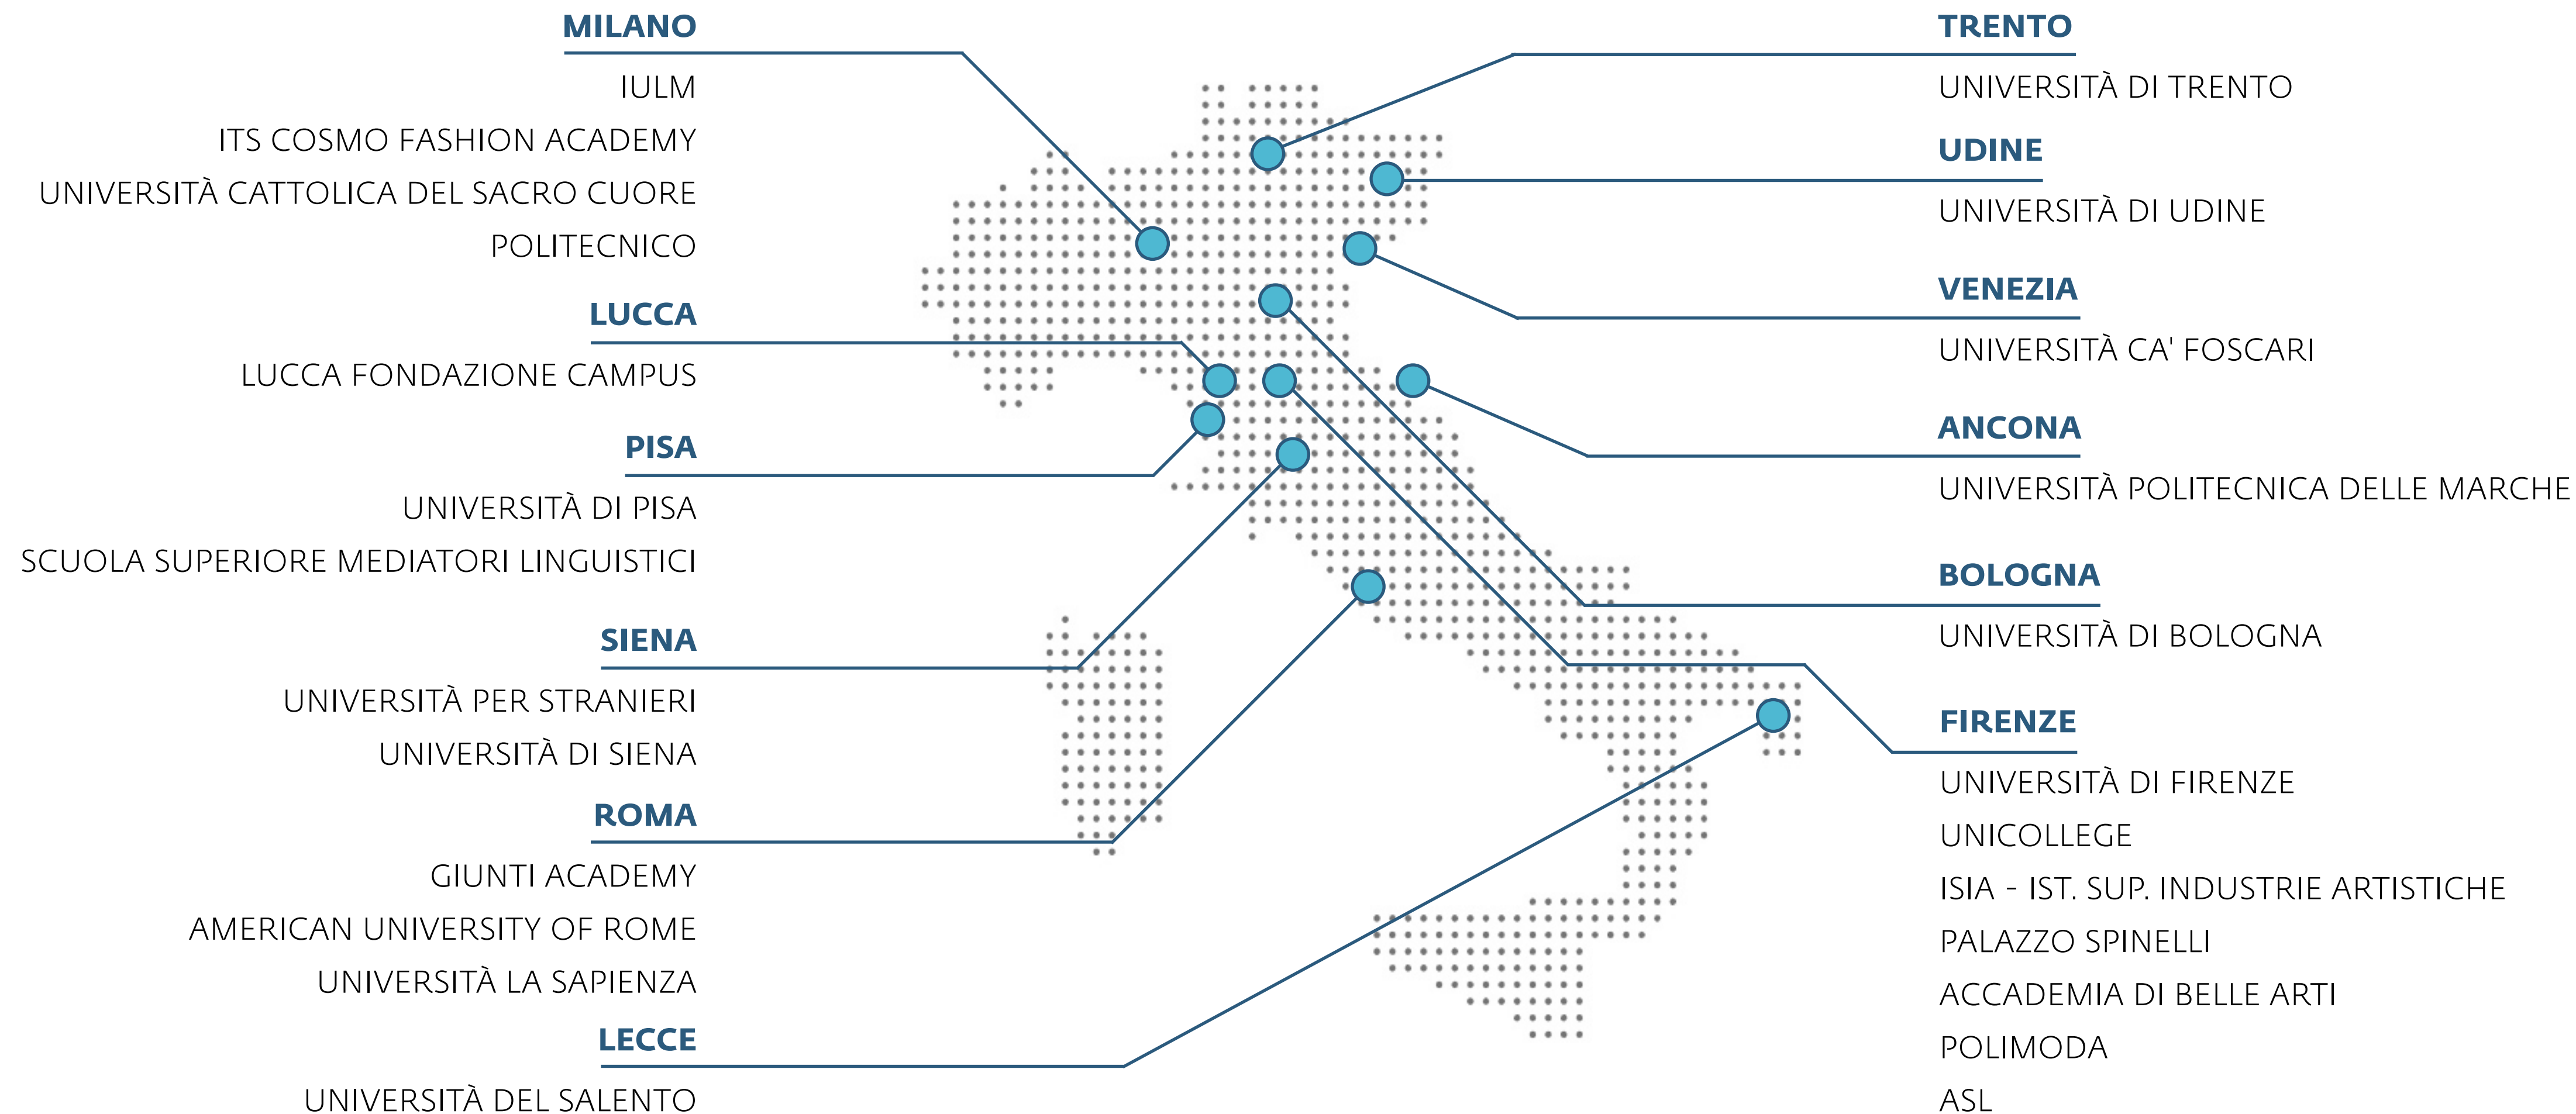 MILANO
IULM
ITS COSMO FASHION ACADEMY
UNIVERSITÀ CATTOLICA DEL SACRO CUORE
POLITECNICO
LUCCA
LUCCA FONDAZIONE CAMPUS
PISA
UNIVERSITÀ DI PISA
SCUOLA SUPERIORE MEDIATORI LINGUISTICI
SIENA
UNIVERSITÀ PER STRANIERI
UNIVERSITÀ DI SIENA
ROMA
GIUNTI ACADEMY
AMERICAN UNIVERSITY OF ROME
UNIVERSITÀ LA SAPIENZA
LECCE
UNIVERSITÀ DEL SALENTO
TRENTO
UNIVERSITÀ DI TRENTO
UDINE
UNIVERSITÀ DI UDINE
VENEZIA
UNIVERSITÀ CA' FOSCARI
ANCONA
UNIVERSITÀ POLITECNICA DELLE MARCHE
BOLOGNA
UNIVERSITÀ DI BOLOGNA
FIRENZE
UNIVERSITÀ DI FIRENZE
UNICOLLEGE
ISIA - IST. SUP. INDUSTRIE ARTISTICHE
PALAZZO SPINELLI
ACCADEMIA DI BELLE ARTI
POLIMODA
ASL